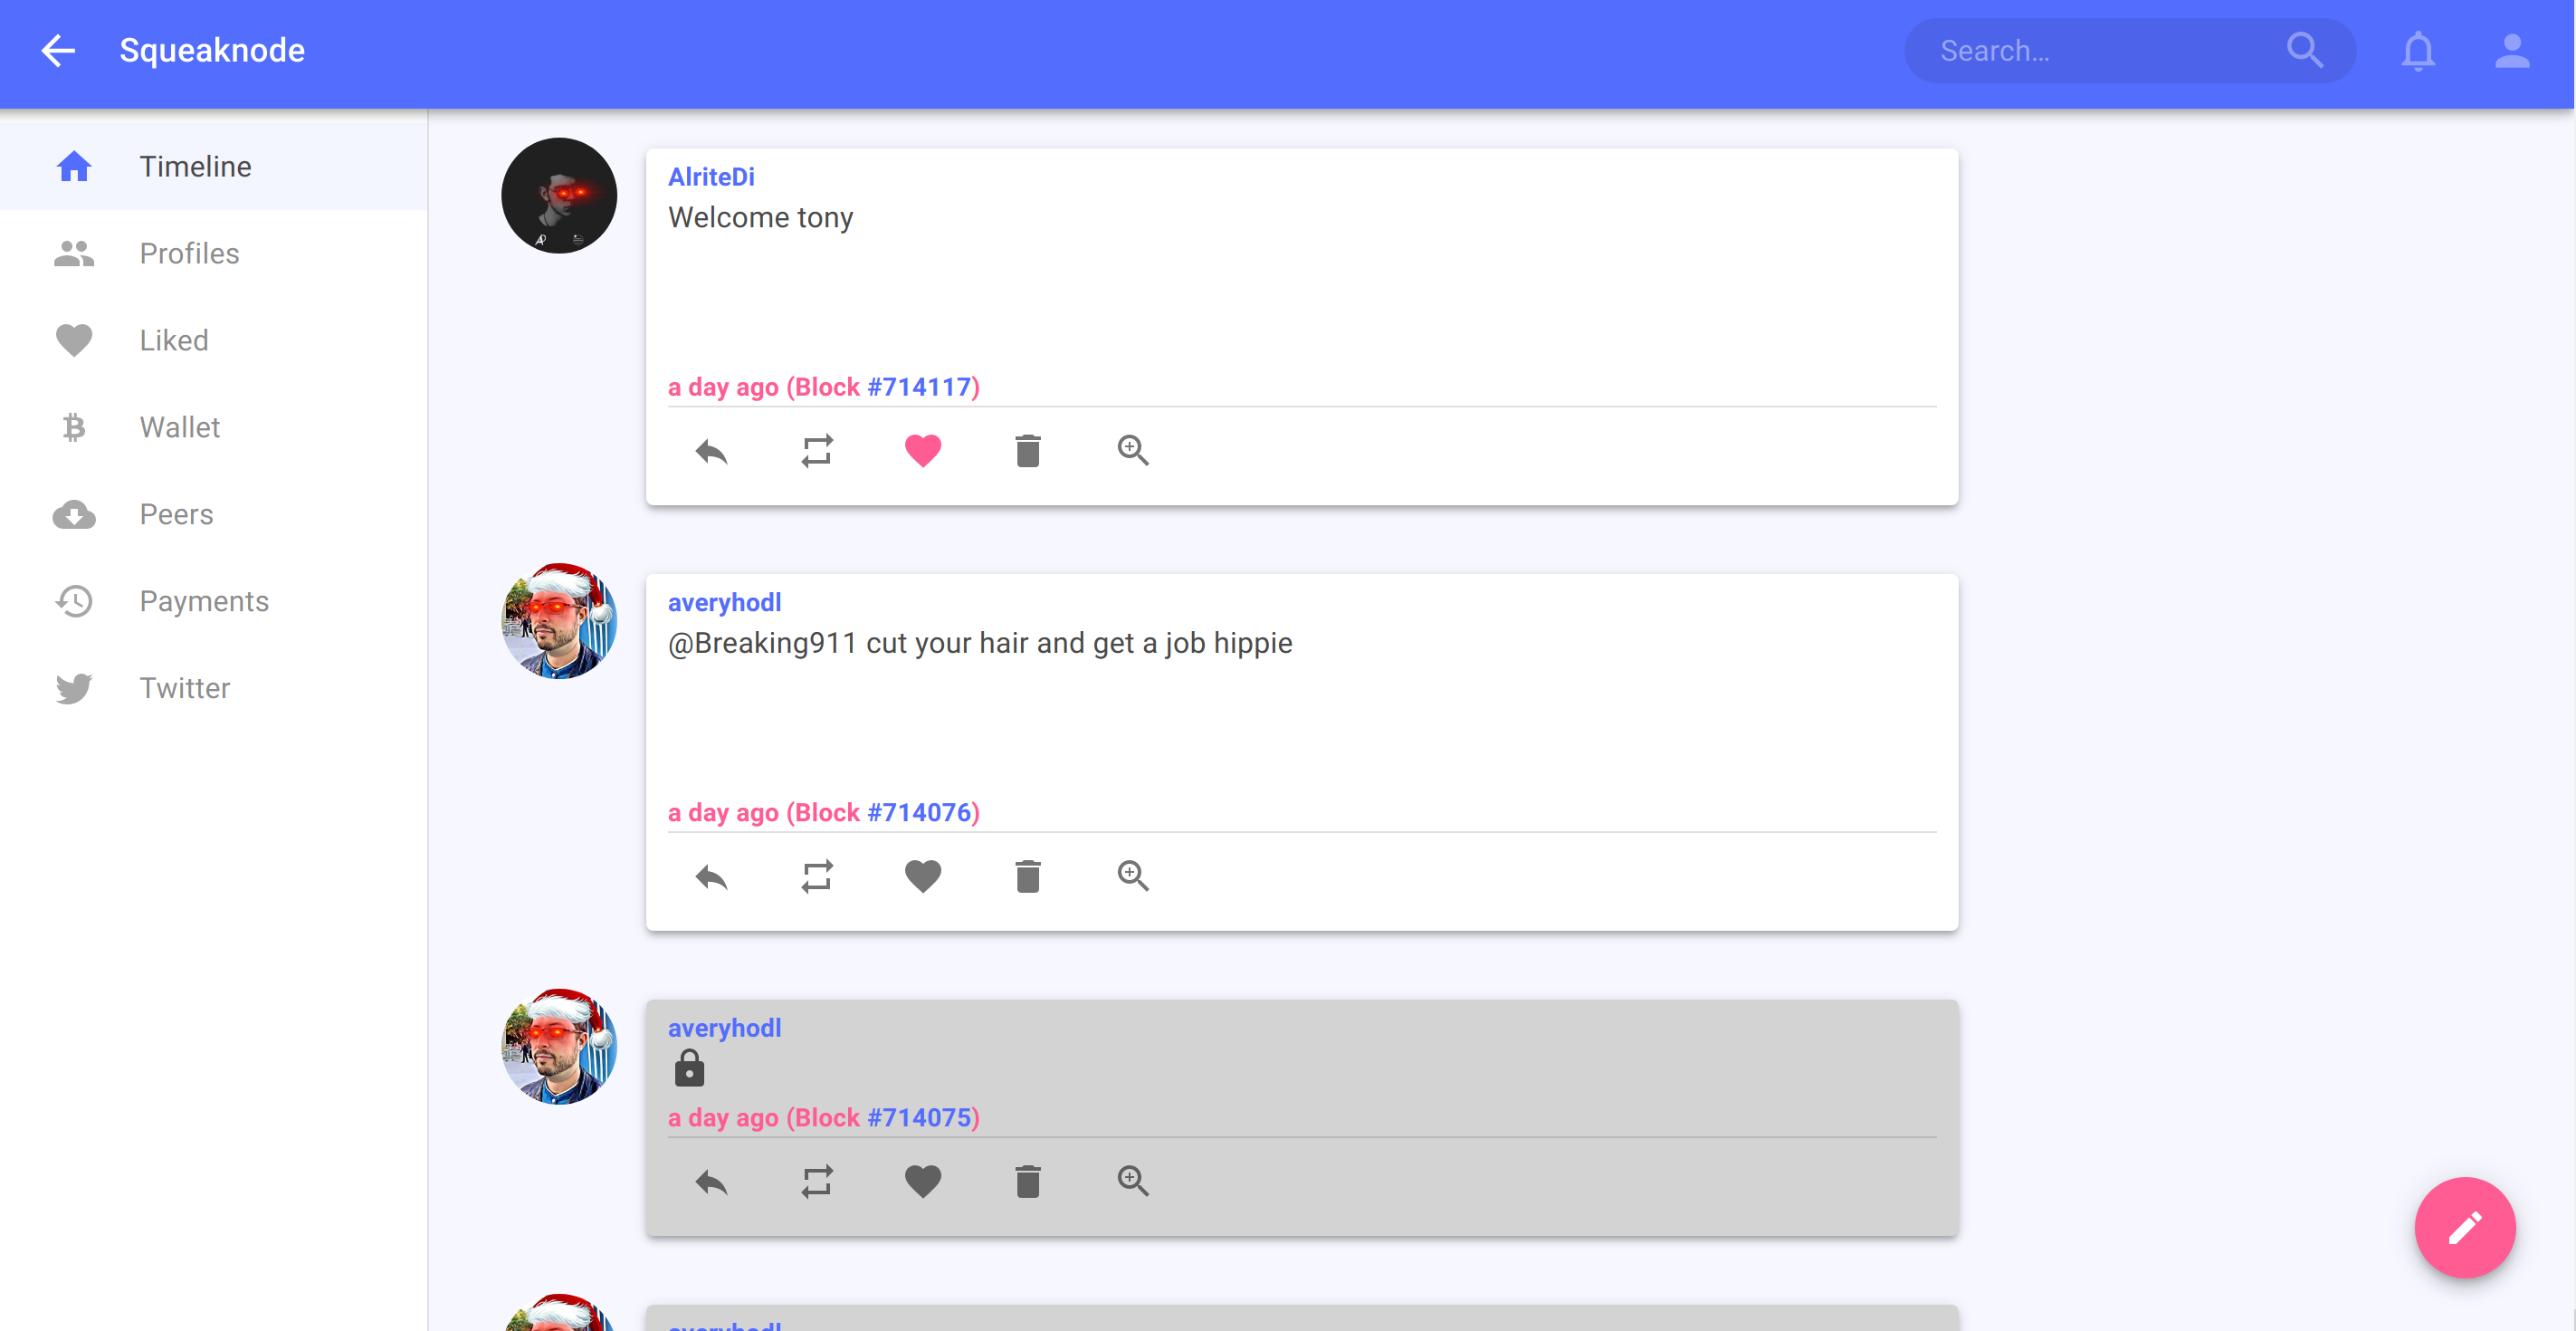 Squeaknode
Search...
Timeline
Profiles
Liked
Wallet
Peers
Payments
Twitter
AlriteDi
Welcome tony
a day ago (Block #714117)
averyhodl
@Breaking911 cut your hair and get a job hippie
a day ago (Block #714076)
averyhodl
a day ago (Block #714075)
averyhodl